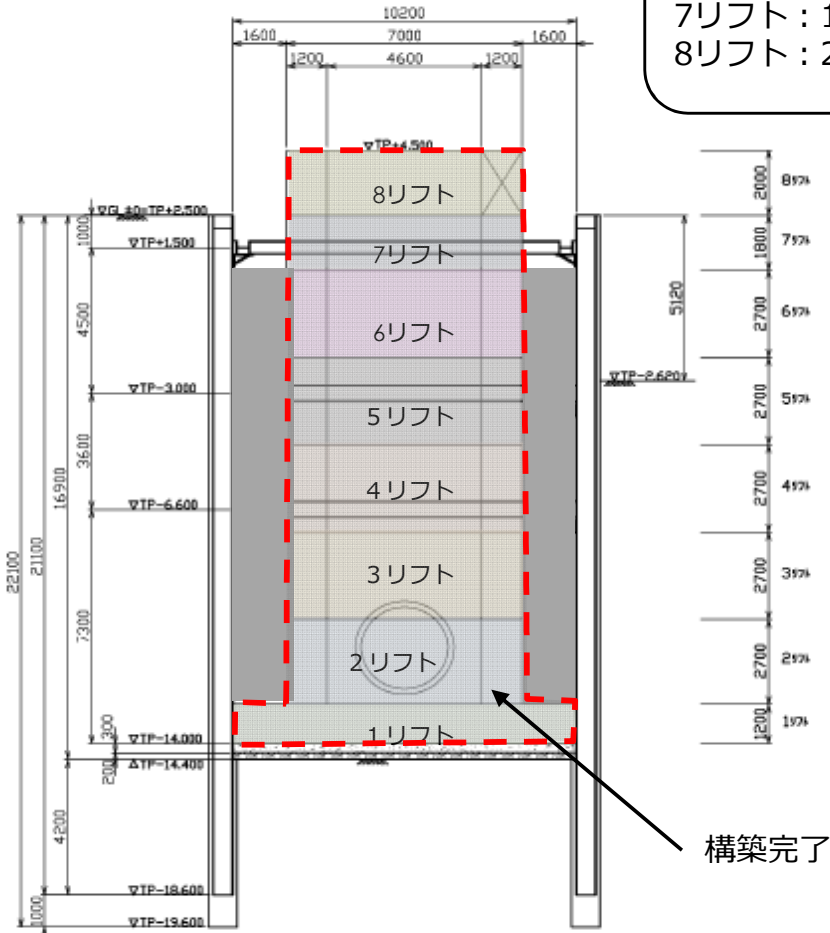 7リフト：1
8リフト：2
10200
1600
7000
1600
1200
4600
1200
▽TP+4.500
▽GL ±0=TP+2.500
▽TP+1.500
▽TP-3.000
▽TP-6.600
▽TP-14.000
△TP-14.400
▽TP-18.600
▽TP-19.600
▽TP-2.620
22100
21100
1000
16900
4200
1000
4500
3600
7300
300
200
8リフト
7リフト
6リフト
5リフト
4リフト
3リフト
2リフト
1リフト
5120
2000
8リフト
1800
7リフト
2700
6リフト
2700
5リフト
2700
4リフト
2700
3リフト
2700
2リフト
1200
1リフト
構築完了